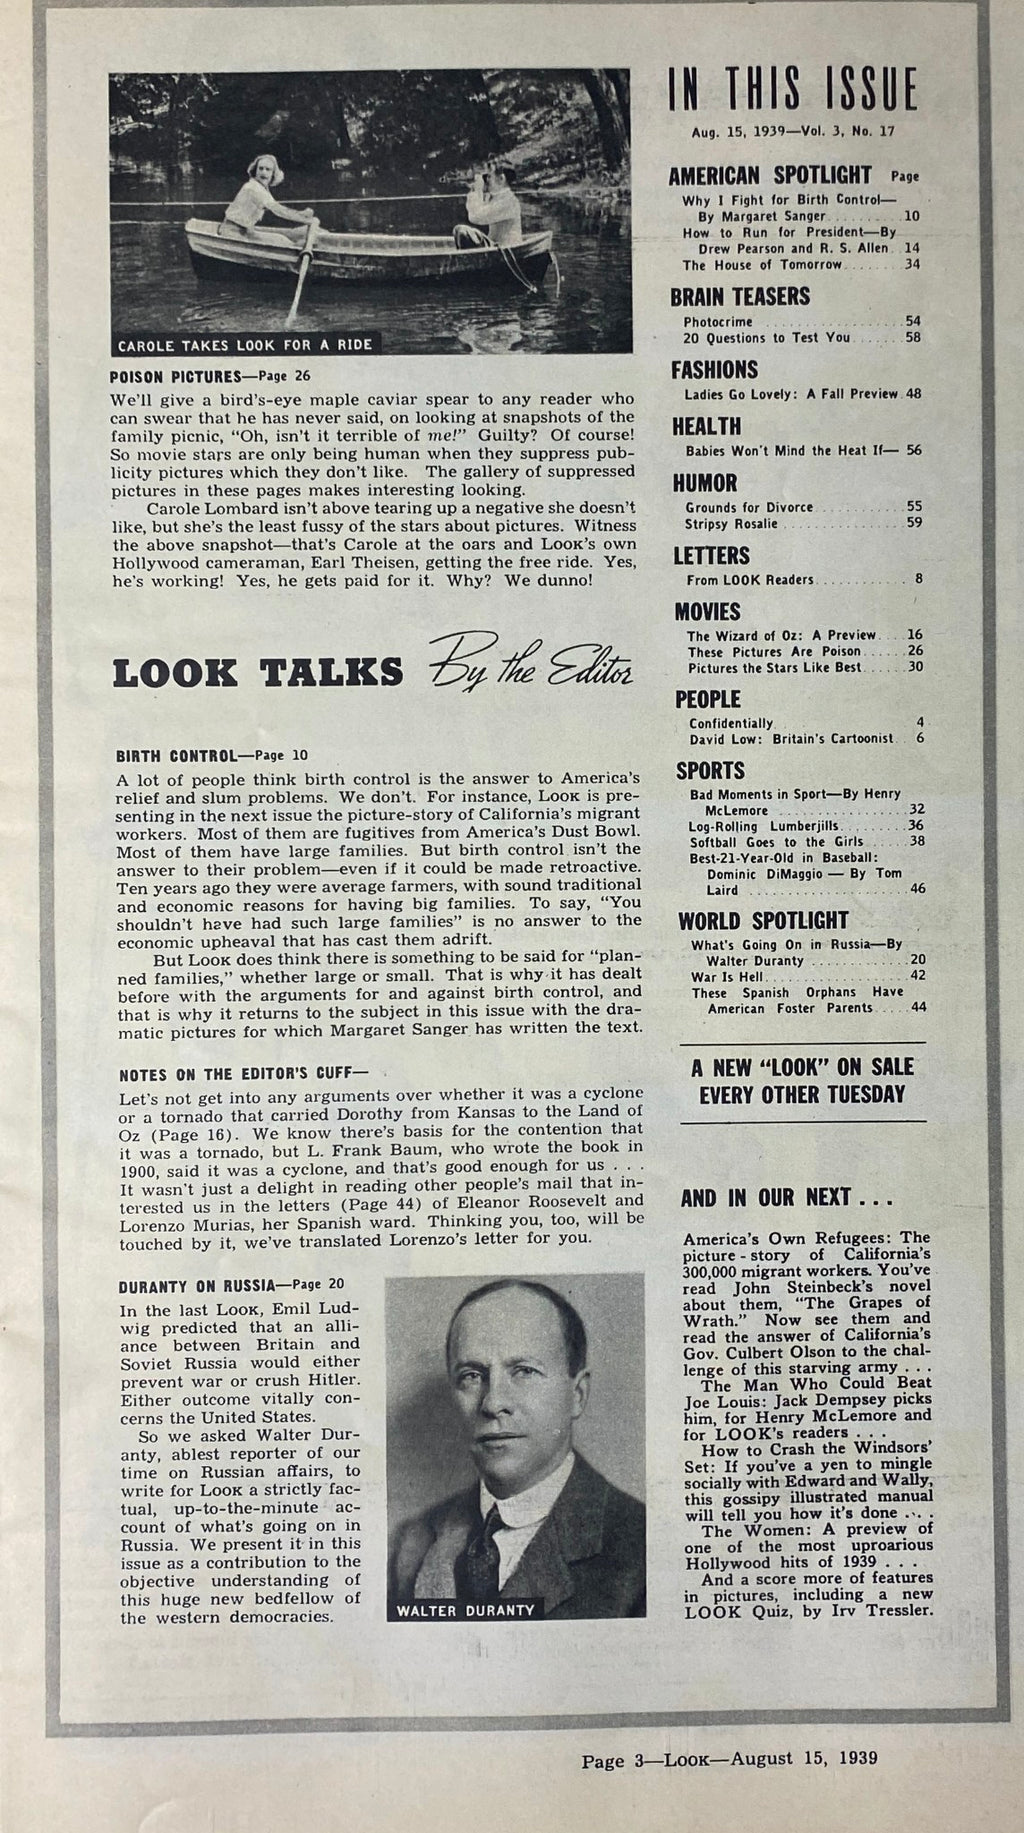 CAROLE TAKES LOOK FOR A RIDE
POISON PICTURES—Page 26
We'll give a bird's-eye maple caviar spear to any reader who
can swear that he has never said, on looking at snapshots of the
family picnic, “Oh, isn't it terrible of me!” Guilty? Of course!
So movie stars are only being human when they suppress pub-
licity pictures which they don't like. The gallery of suppressed
pictures in these pages makes interesting looking.
Carole Lombard isn't above tearing up a negative she doesn't
like, but she's the least fussy of the stars about pictures. Witness
the above snapshot—that's Carole at the oars and LOOK's own
Hollywood cameraman, Earl Theisen, getting the free ride. Yes,
he's working! Yes, he gets paid for it. Why? We dunno!
LOOK TALKS By the Editor
BIRTH CONTROL—Page 10
A lot of people think birth control is the answer to America's
relief and slum problems. We don't. For instance, LOOK is pre-
senting in the next issue the picture-story of California's migrant
workers. Most of them are fugitives from America's Dust Bowl.
Most of them have large families. But birth control isn't the
answer to their problem—even if it could be made retroactive.
Ten years ago they were average farmers, with sound traditional
and economic reasons for having big families. To say, “You
shouldn't have had such large families” is no answer to the
economic upheaval that has cast them adrift.
But LOOK does think there is something to be said for “plan-
ned families,” whether large or small. That is why it has dealt
before with the arguments for and against birth control, and
that is why it returns to the subject in this issue with the dra-
matic pictures for which Margaret Sanger has written the text.
NOTES ON THE EDITOR'S CUFF—
Let's not get into any arguments over whether it was a cyclone
or a tornado that carried Dorothy from Kansas to the Land of
Oz (Page 16). We know there's basis for the contention that
it was a tornado, but L. Frank Baum, who wrote the book in
1900, said it was a cyclone, and that's good enough for us . . .
It wasn't just a delight in reading other people's mail that in-
terested us in the letters (Page 44) of Eleanor Roosevelt and
Lorenzo Murias, her Spanish ward. Thinking you, too, will be
touched by it, we've translated Lorenzo's letter for you.
DURANTY ON RUSSIA—Page 20
In the last LOOK, Emil Lud-
wig predicted that an alli-
ance between Britain and
Soviet Russia would either
prevent war or crush Hitler.
Either outcome vitally con-
cerns the United States.
So we asked Walter Dur-
anty, ablest reporter of our
time on Russian affairs, to
write for LOOK a strictly fac-
tual, up-to-the-minute ac-
count of what's going on in
Russia. We present it in this
issue as a contribution to the
objective understanding of
this huge new bedfellow of
the western democracies.
WALTER DURANTY
IN THIS ISSUE
Aug. 15, 1939—Vol. 3, No. 17
AMERICAN SPOTLIGHT Page
Why I Fight for Birth Control—
By Margaret Sanger.........10
How to Run for President—By
Drew Pearson and R. S. Allen. 14
The House of Tomorrow........34
BRAIN TEASERS
Photocrime ....................54
20 Questions to Test You.......58
FASHIONS
Ladies Go Lovely: A Fall Preview.48
HEALTH
Babies Won't Mind the Heat If— 56
HUMOR
Grounds for Divorce............55
Stripsy Rosalie ................59
LETTERS
From LOOK Readers............8
MOVIES
The Wizard of Oz: A Preview....16
These Pictures Are Poison......26
Pictures the Stars Like Best......30
PEOPLE
Confidentially..................4
David Low: Britain's Cartoonist.. 6
SPORTS
Bad Moments in Sport—By Henry
McLemore ..................32
Log-Rolling Lumberjills.........36
Softball Goes to the Girls......38
Best-21-Year-Old in Baseball:
Dominic DiMaggio — By Tom
Laird ......................46
WORLD SPOTLIGHT
What's Going On in Russia—By
Walter Duranty .............20
War Is Hell....................42
These Spanish Orphans Have
American Foster Parents.....44
A NEW “LOOK” ON SALE
EVERY OTHER TUESDAY
AND IN OUR NEXT . . .
America's Own Refugees: The
picture-story of California's
300,000 migrant workers. You've
read John Steinbeck's novel
about them, “The Grapes of
Wrath.” Now see them and
read the answer of California's
Gov. Culbert Olson to the chal-
lenge of this starving army . . .
The Man Who Could Beat
Joe Louis: Jack Dempsey picks
him, for Henry McLemore and
for LOOK's readers . . .
How to Crash the Windsors'
Set: If you've a yen to mingle
socially with Edward and Wally,
this gossipy illustrated manual
will tell you how it's done . . .
The Women: A preview of
one of the most uproarious
Hollywood hits of 1939 . . .
And a score more of features
in pictures, including a new
LOOK Quiz, by Irv Tressler.
Page 3—LOOK—August 15, 1939